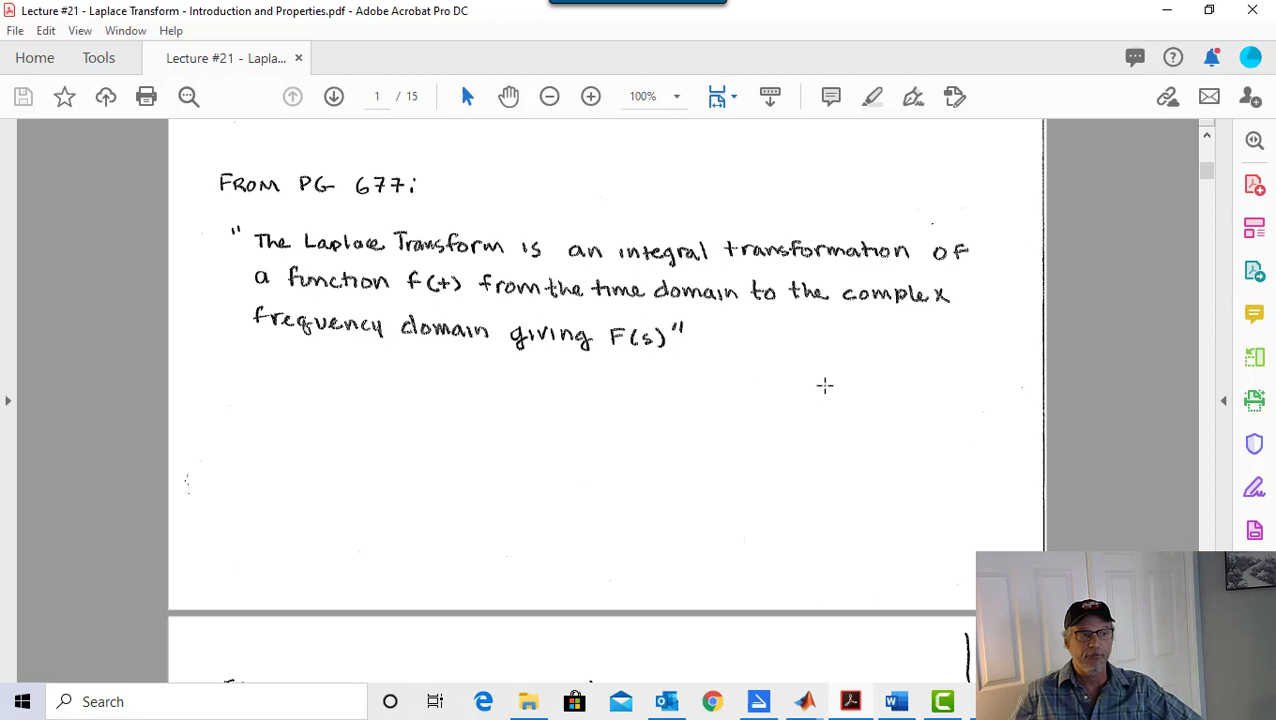 Lecture #21 - Laplace Transform - Introduction and Properties.pdf - Adobe Acrobat Pro DC
File Edit View Window Help
Home Tools Lecture #21 - Lapla... ×
1 / 15 100%
FROM PG 677:
"The Laplace Transform is an integral transformation of
a function f(t) from the time domain to the complex
frequency domain giving F(s)"
Search